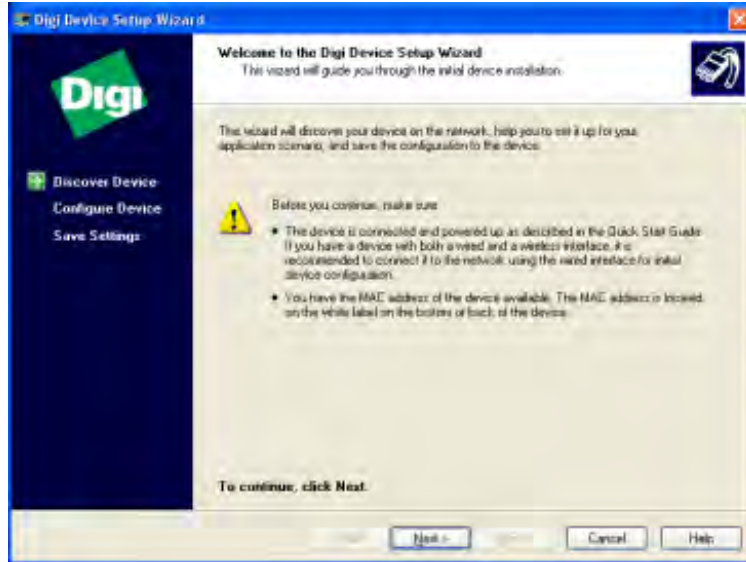 Digi Device Setup Wizard
Digi
Discover Device
Configure Device
Save Settings
Welcome to the Digi Device Setup Wizard
This wizard will guide you through the initial device installation.
This wizard will discover your device on the network, help you to set it up for your
application scenario, and save the configuration to the device.
Before you continue, make sure
• The device is connected and powered up as described in the Quick Start Guide
If you have a device with both a wired and a wireless interface, it is
recommended to connect it to the network using the wired interface for initial
device configuration.
• You have the MAC address of the device available. The MAC address is located
on the white label on the bottom or back of the device.
To continue, click Next.
Next >
Cancel
Help